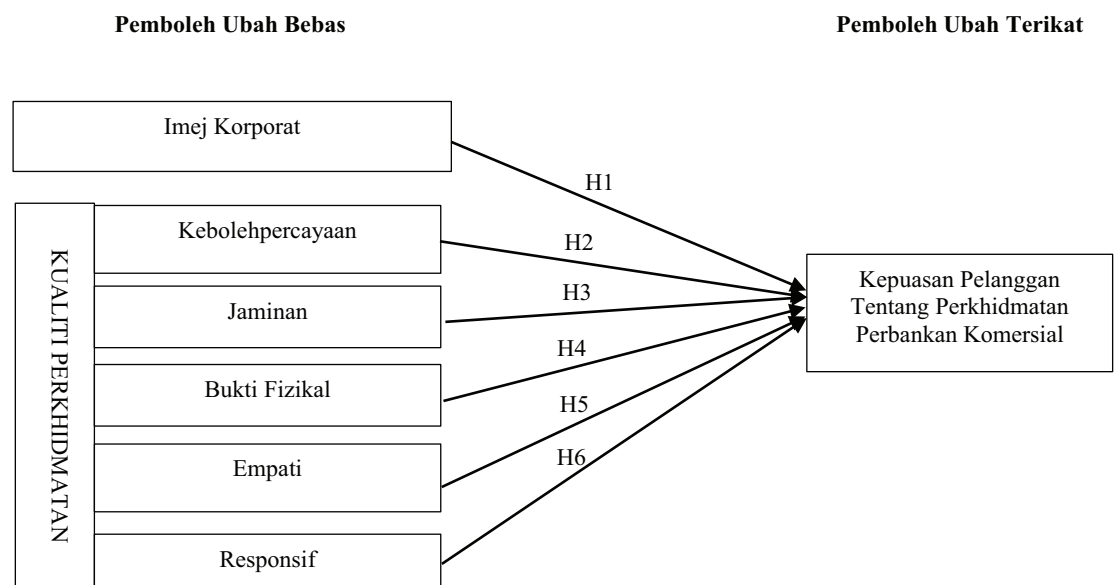 Pemboleh Ubah Bebas
Pemboleh Ubah Terikat
Imej Korporat
H1
KUALITI PERKHIDMATAN
Kebolehpercayaan
H2
Jaminan
H3
Bukti Fizikal
H4
Empati
H5
Responsif
H6
Kepuasan Pelanggan
Tentang Perkhidmatan
Perbankan Komersial